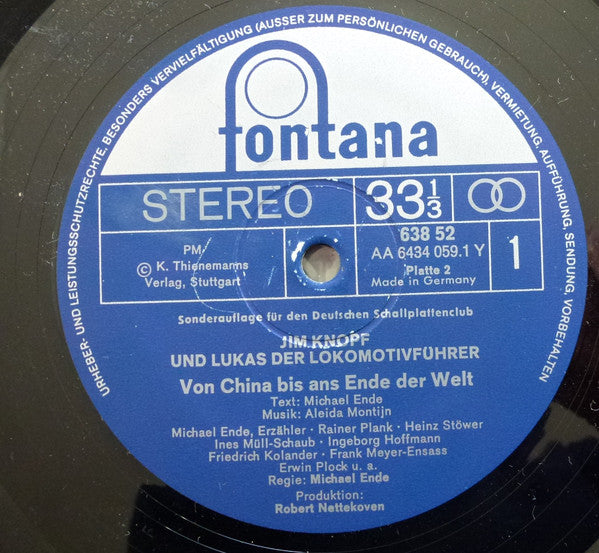 URHEBER- UND LEISTUNGSSCHUTZRECHTE, BESONDERS VERVIELFÄLTIGUNG (AUSSER ZUM PERSÖNLICHEN GEBRAUCH), VERMIETUNG, AUFFÜHRUNG, SENDUNG, VORBEHALTEN
fontana
STEREO 33 1/3
PM
© K. Thienemanns
Verlag, Stuttgart
638 52
AA 6434 059.1 Y
Platte 2
Made in Germany
1
Sonderauflage für den Deutschen Schallplattenclub
JIM KNOPF
UND LUKAS DER LOKOMOTIVFÜHRER
Von China bis ans Ende der Welt
Text: Michael Ende
Musik: Aleida Montijn
Michael Ende, Erzähler · Rainer Plank · Heinz Stöwer
Ines Müll-Schaub · Ingeborg Hoffmann
Friedrich Kolander · Frank Meyer-Ensass
Erwin Plock u. a.
Regie: Michael Ende
Produktion:
Robert Nettekoven